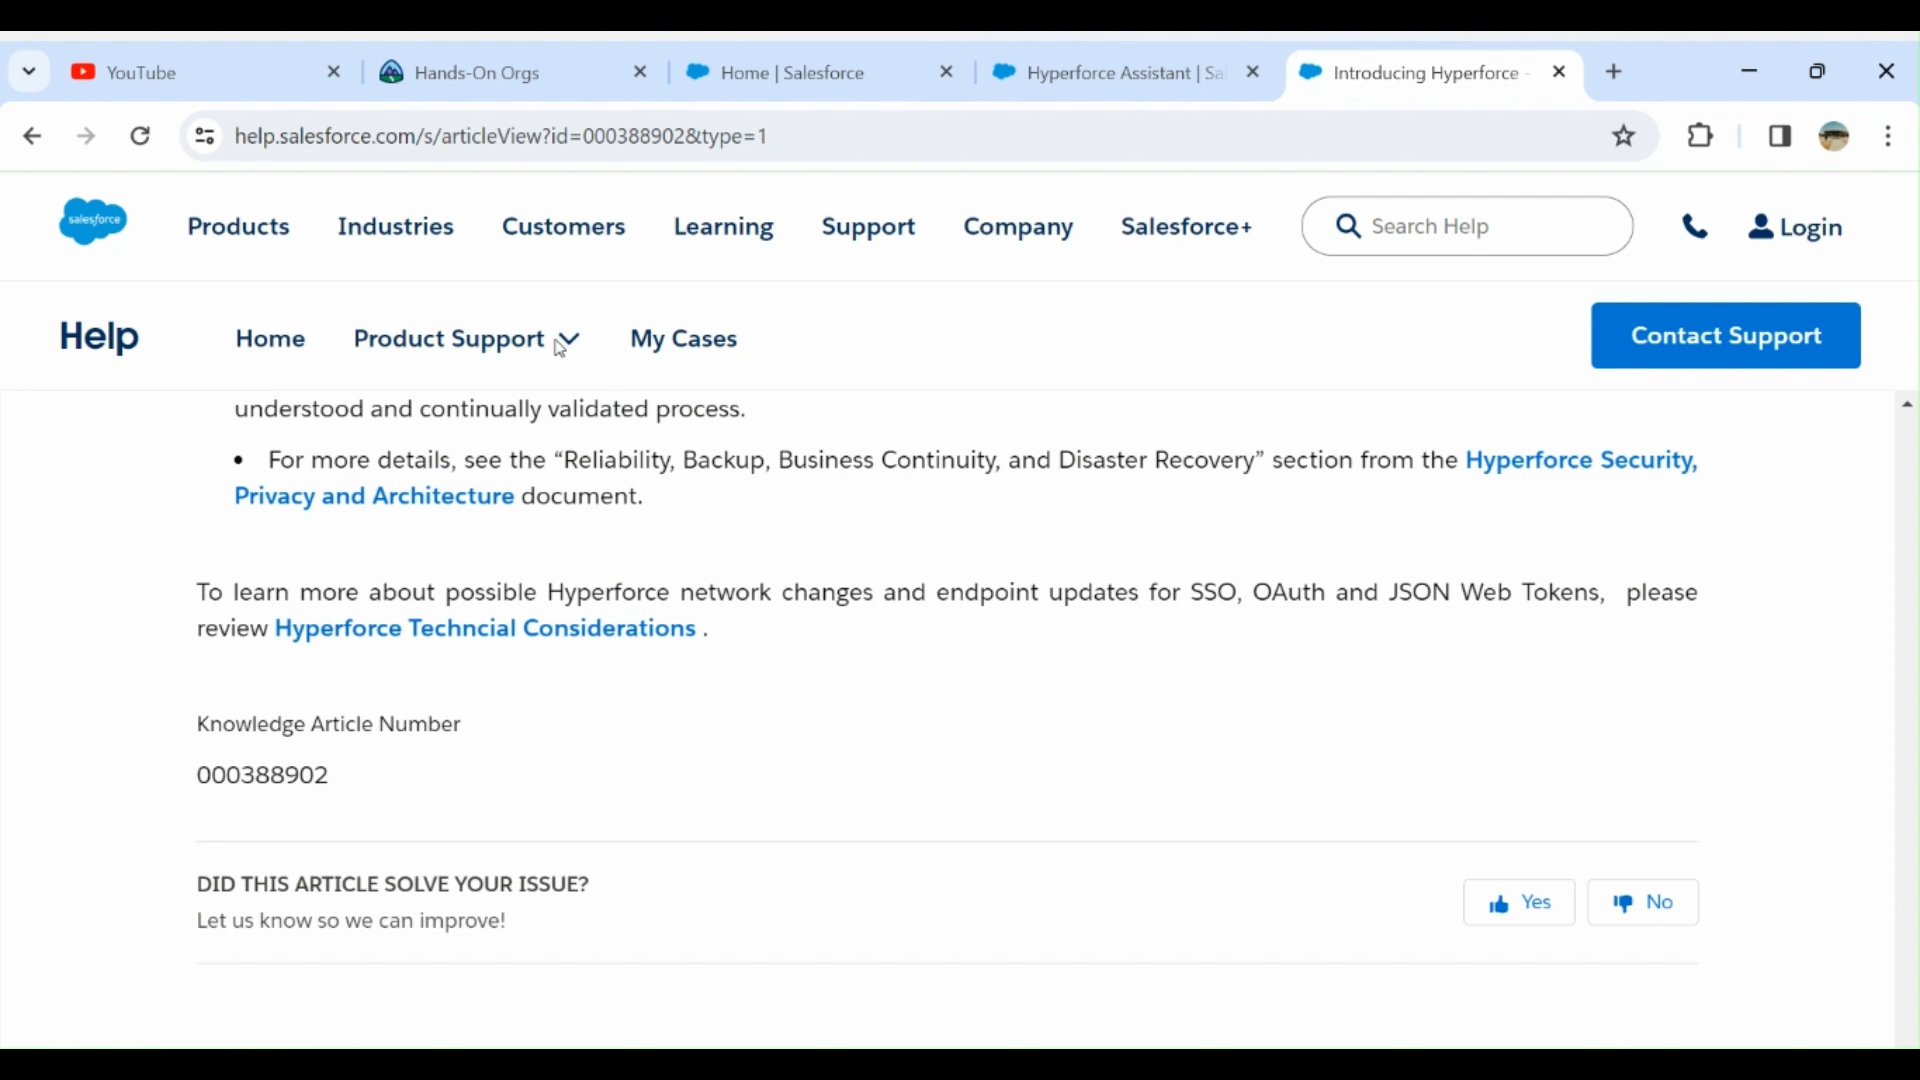 YouTube
Hands-On Orgs
Home | Salesforce
Hyperforce Assistant | Sa
Introducing Hyperforce -
help.salesforce.com/s/articleView?id=000388902&type=1
salesforce
Products
Industries
Customers
Learning
Support
Company
Salesforce+
Search Help
Login
Help
Home
Product Support
My Cases
Contact Support
understood and continually validated process.
• For more details, see the “Reliability, Backup, Business Continuity, and Disaster Recovery” section from the Hyperforce Security,
Privacy and Architecture document.
To learn more about possible Hyperforce network changes and endpoint updates for SSO, OAuth and JSON Web Tokens, please
review Hyperforce Techncial Considerations .
Knowledge Article Number
000388902
DID THIS ARTICLE SOLVE YOUR ISSUE?
Let us know so we can improve!
Yes
No